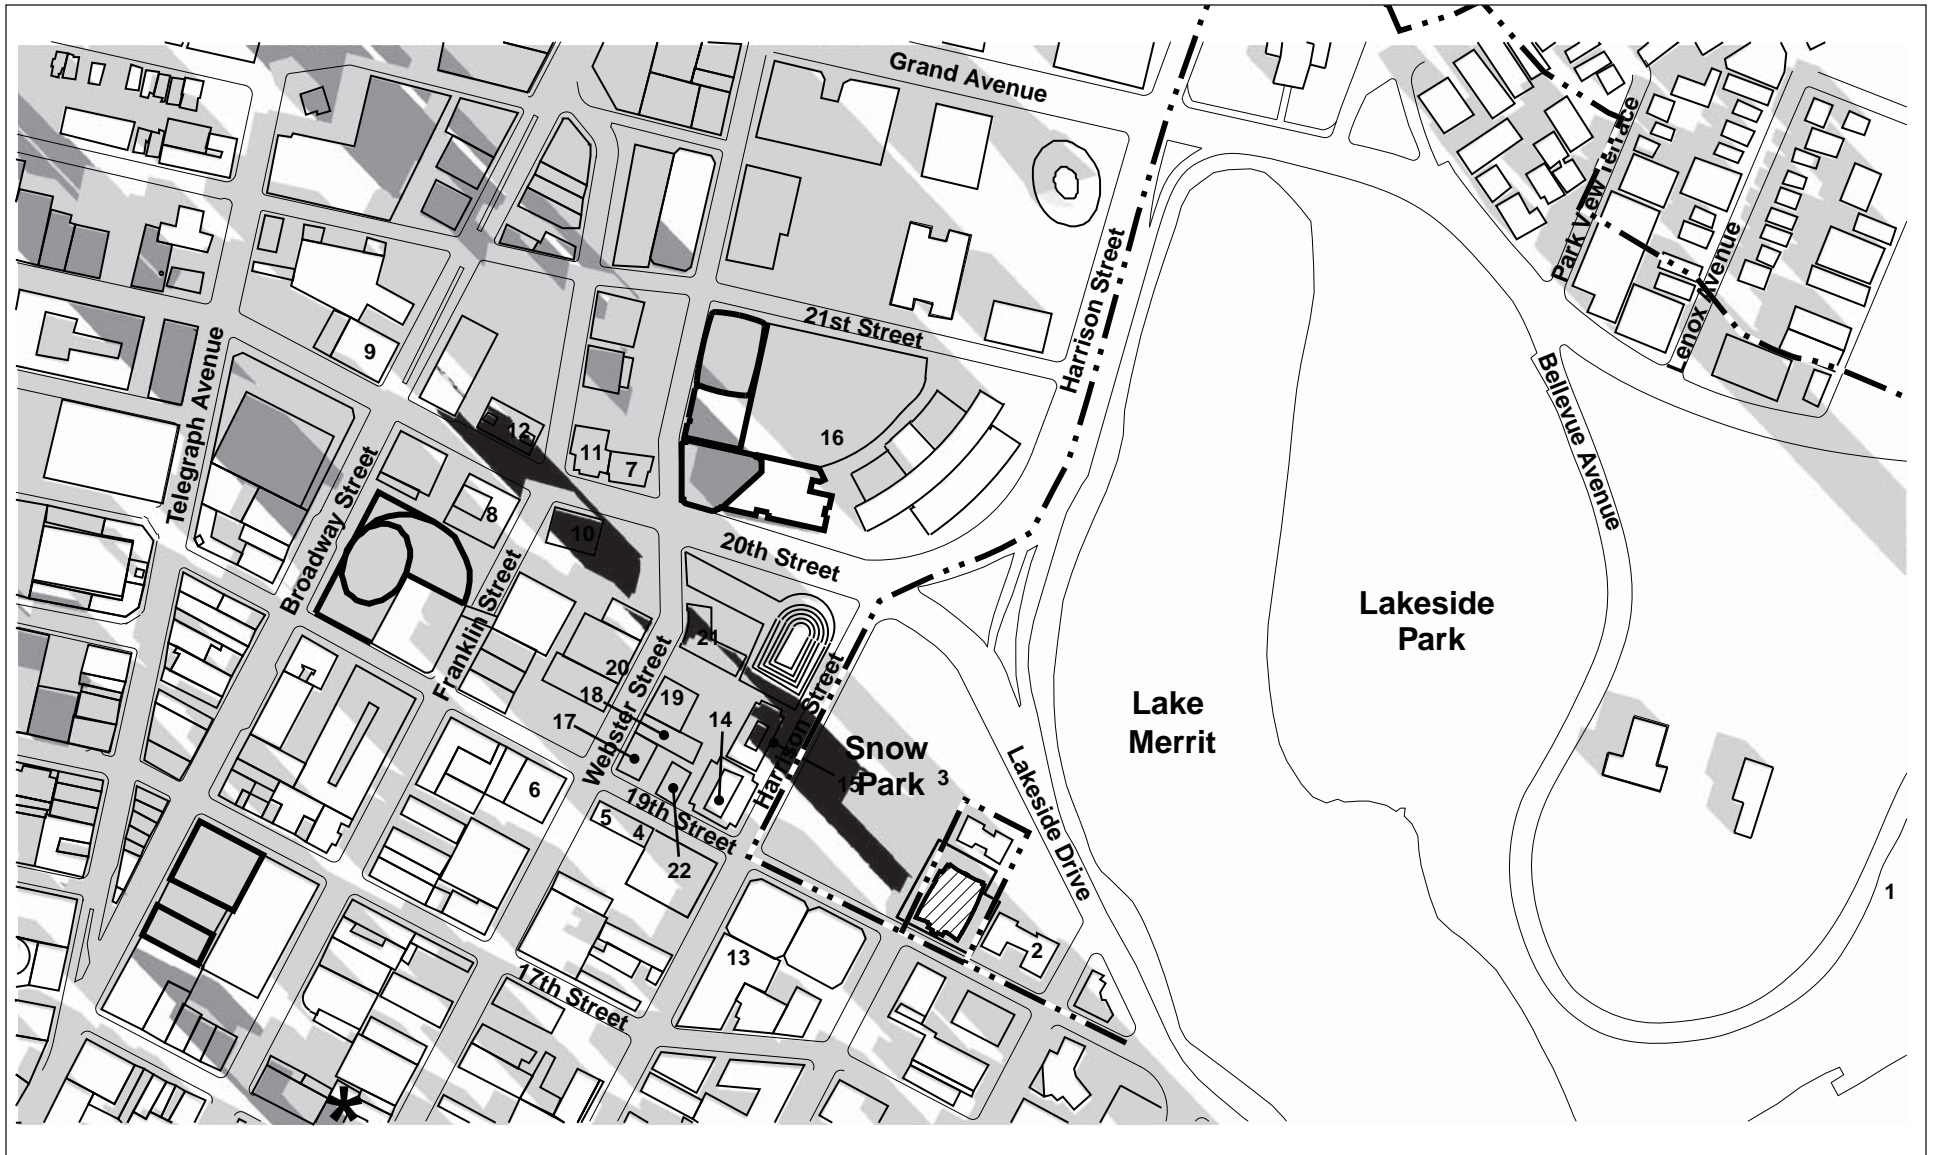 Grand Avenue
Park View Terrace
Harrison Street
enox Avenue
21st Street
Telegraph Avenue
9
Bellevue Avenue
12
16
11
7
Broadway Street
8
10
20th Street
Franklin Street
Lakeside
Park
21
20
Webster Street
19
18
17
14
Harrison Street
Lake
Merrit
Snow
Park
15
3
Lakeside Drive
6
19th Street
5
4
22
1
2
13
17th Street
*